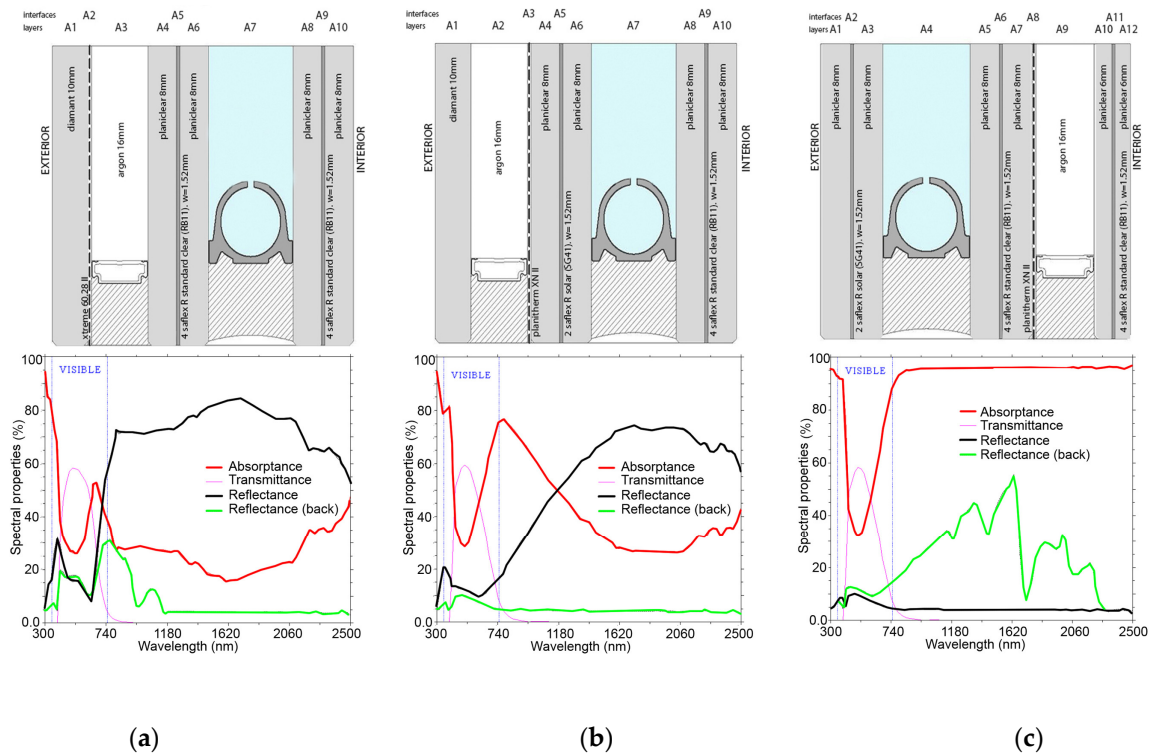 interfaces A2 A5 A9
layers A1 A3 A4 A6 A7 A8 A10
EXTERIOR
diamant 10mm
xtreme 60.28 II
argon 16mm
planiclear 8mm
4 saflex R standard clear (RB11). w=1.52mm
planiclear 8mm
planiclear 8mm
4 saflex R standard clear (RB11). w=1.52mm
planiclear 8mm
INTERIOR
interfaces A3 A5 A9
layers A1 A2 A4 A6 A7 A8 A10
EXTERIOR
diamant 10mm
argon 16mm
planitherm XN II
planiclear 8mm
2 saflex R solar (SG41). w=1.52mm
planiclear 8mm
planiclear 8mm
4 saflex R standard clear (RB11). w=1.52mm
planiclear 8mm
INTERIOR
interfaces A2 A6 A8 A11
layers A1 A3 A4 A5 A7 A9 A10 A12
EXTERIOR
planiclear 8mm
2 saflex R solar (SG41). w=1.52mm
planiclear 8mm
planiclear 8mm
4 saflex R standard clear (RB11). w=1.52mm
planiclear 8mm
planitherm XN II
argon 16mm
planiclear 6mm
4 saflex R standard clear (RB11). w=1.52mm
planiclear 6mm
INTERIOR
Spectral properties (%)
100
80
60
40
20
0.0
VISIBLE
Absorptance
Transmittance
Reflectance
Reflectance (back)
300 740 1180 1620 2060 2500
Wavelength (nm)
(a)
Spectral properties (%)
100
80
60
40
20
0.0
VISIBLE
Absorptance
Transmittance
Reflectance
Reflectance (back)
300 740 1180 1620 2060 2500
Wavelength (nm)
(b)
Spectral properties (%)
100
80
60
40
20
0.0
VISIBLE
Absorptance
Transmittance
Reflectance
Reflectance (back)
300 740 1180 1620 2060 2500
Wavelength (nm)
(c)